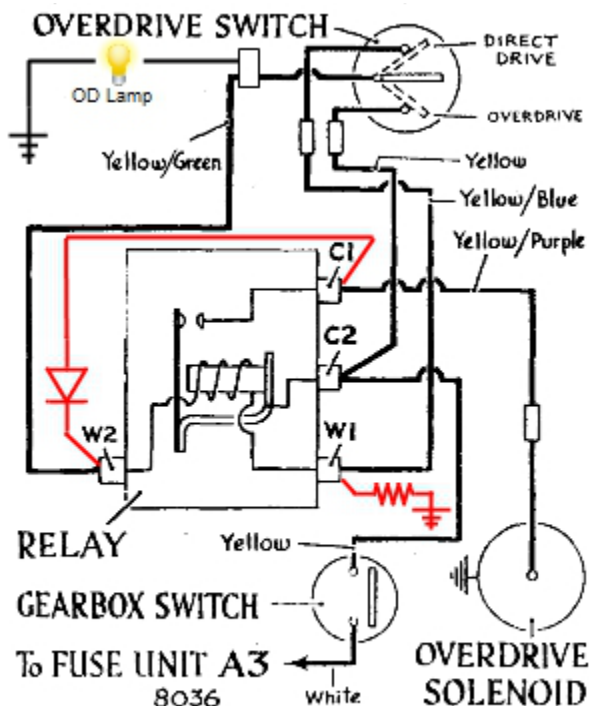 OVERDRIVE SWITCH
DIRECT
DRIVE
OD Lamp
OVERDRIVE
Yellow/Green
Yellow
Yellow/Blue
Yellow/Purple
C1
C2
W2
W1
RELAY
Yellow
GEARBOX SWITCH
To FUSE UNIT A3
8036
White
OVERDRIVE
SOLENOID